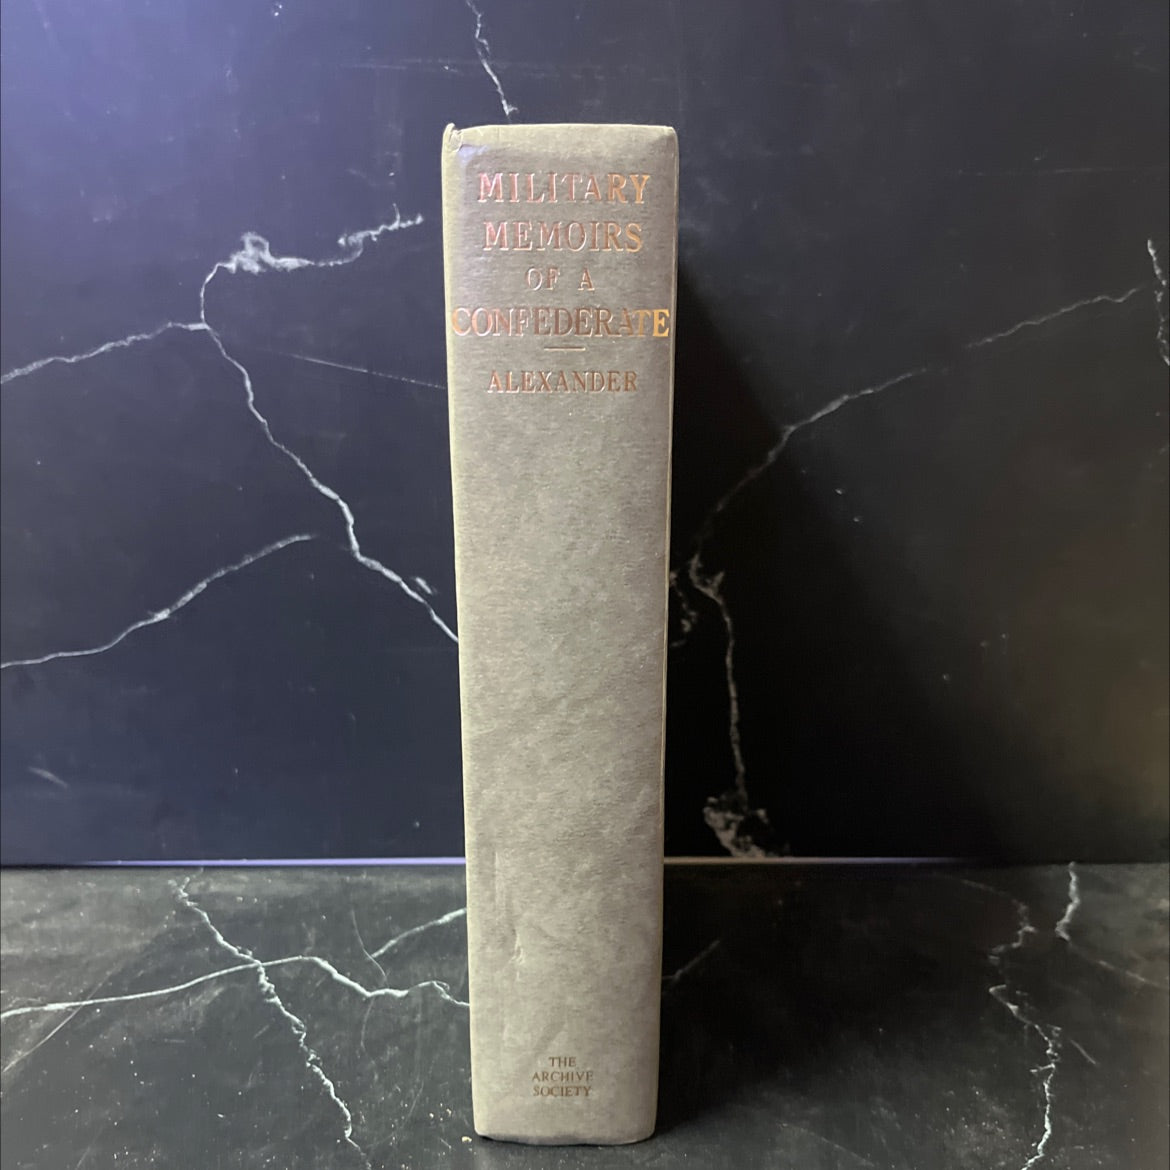 MILITARY
MEMOIRS
OF A
CONFEDERATE
ALEXANDER
THE
ARCHIVE
SOCIETY